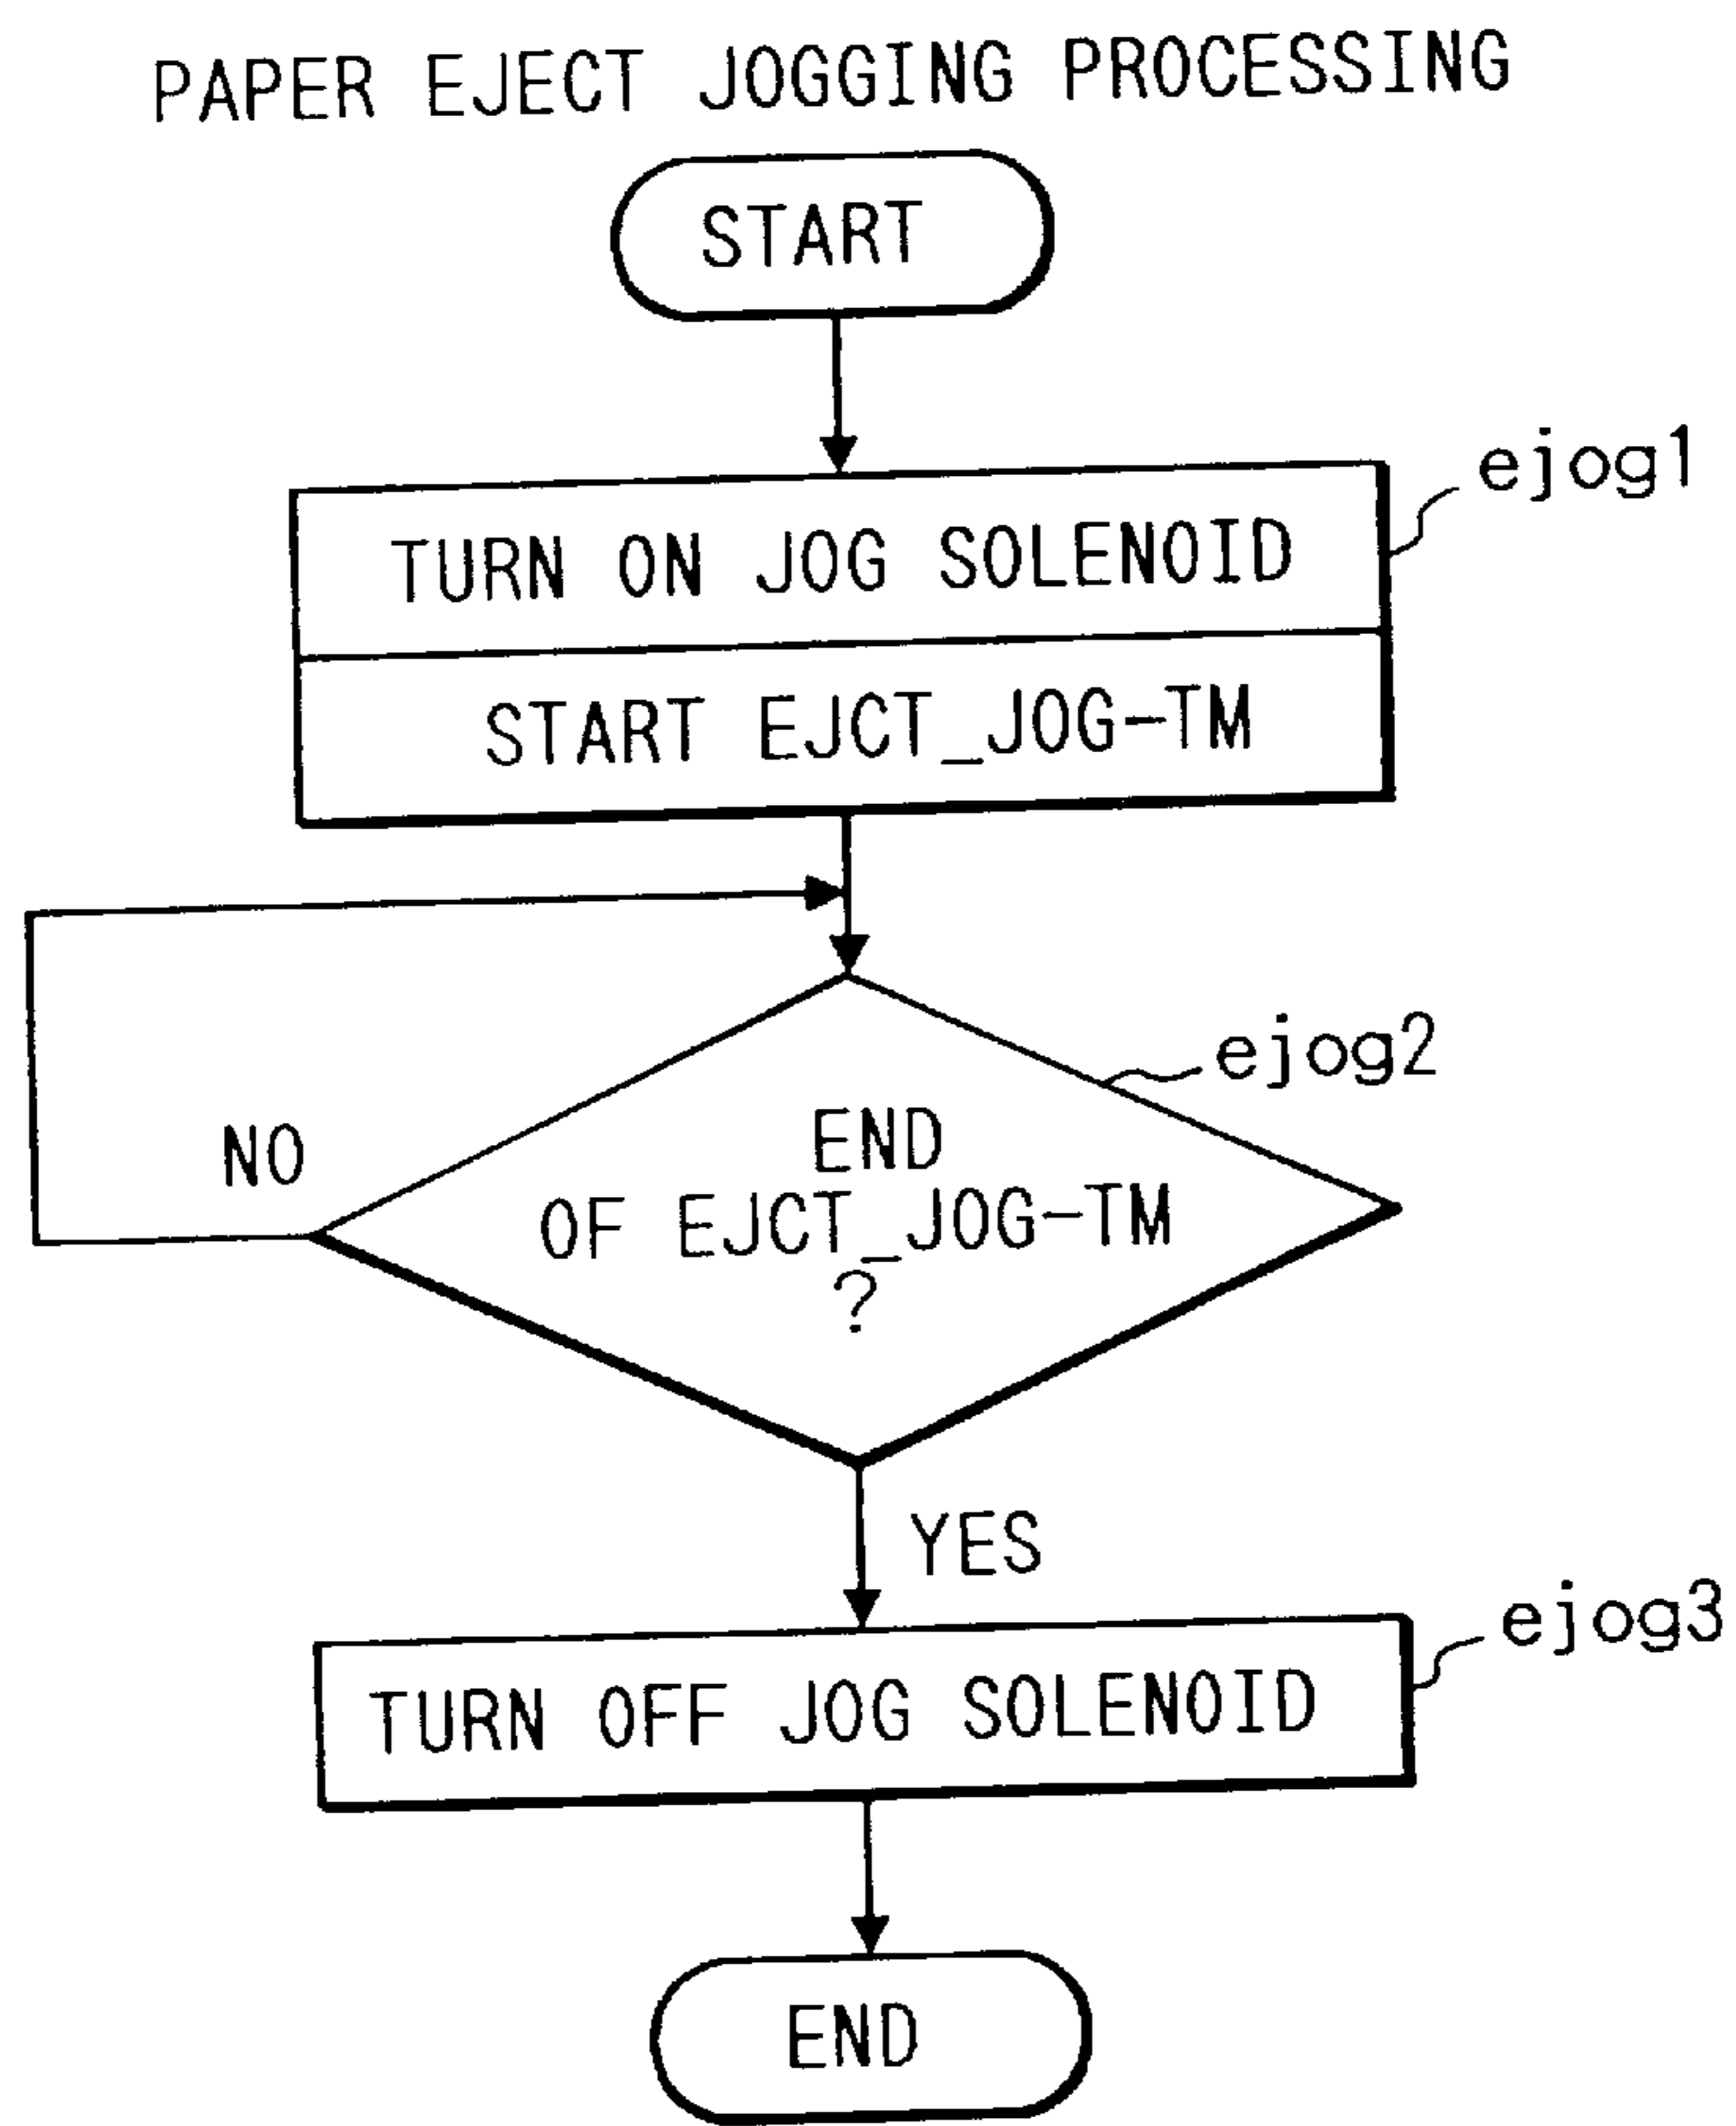 PAPER EJECT JOGGING PROCESSING
START
ejog1
TURN ON JOG SOLENOID
START EJCT_JOG-TM
ejog2
NO
END
OF EJCT_JOG-TM
?
YES
ejog3
TURN OFF JOG SOLENOID
END